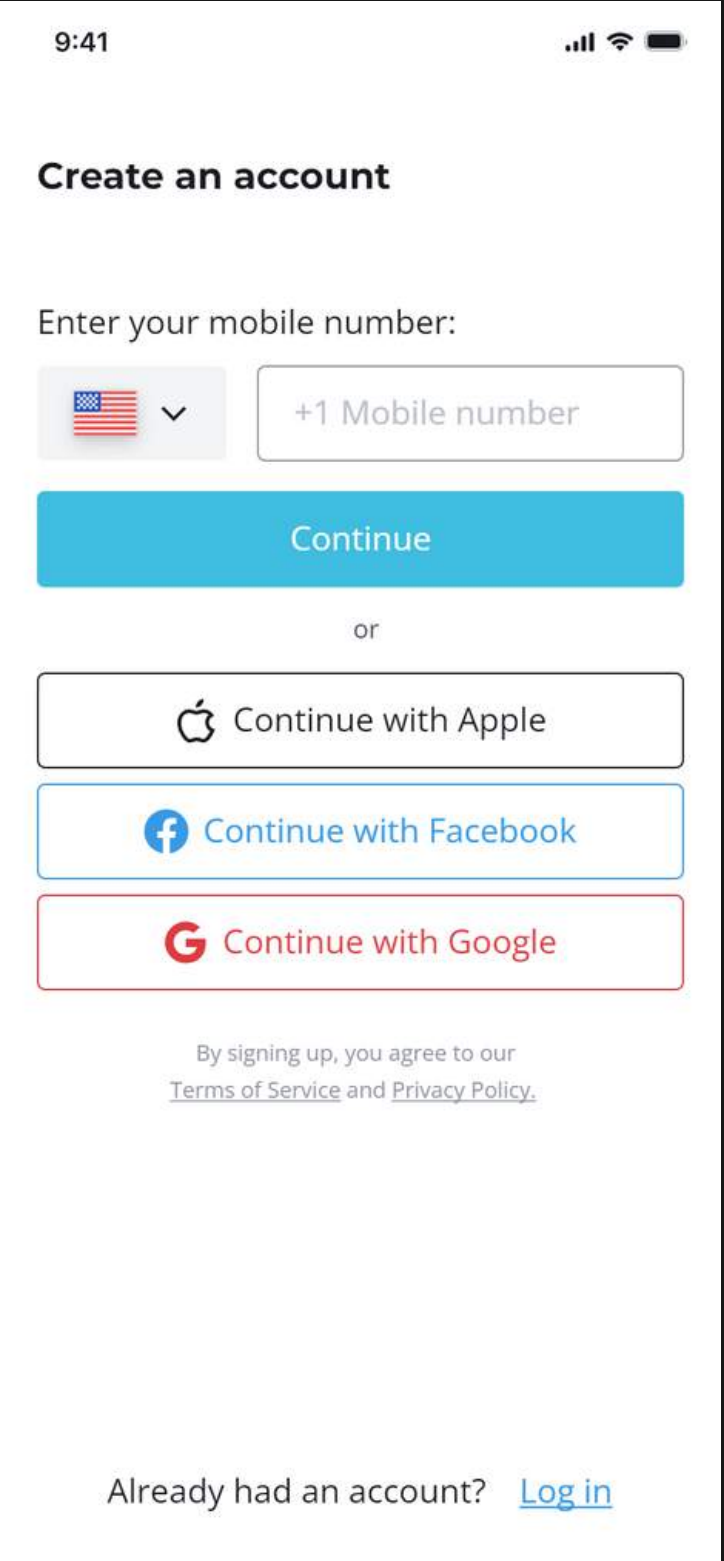 9:41
Create an account
Enter your mobile number:
+1 Mobile number
Continue
or
Continue with Apple
Continue with Facebook
Continue with Google
By signing up, you agree to our
Terms of Service and Privacy Policy.
Already had an account? Log in